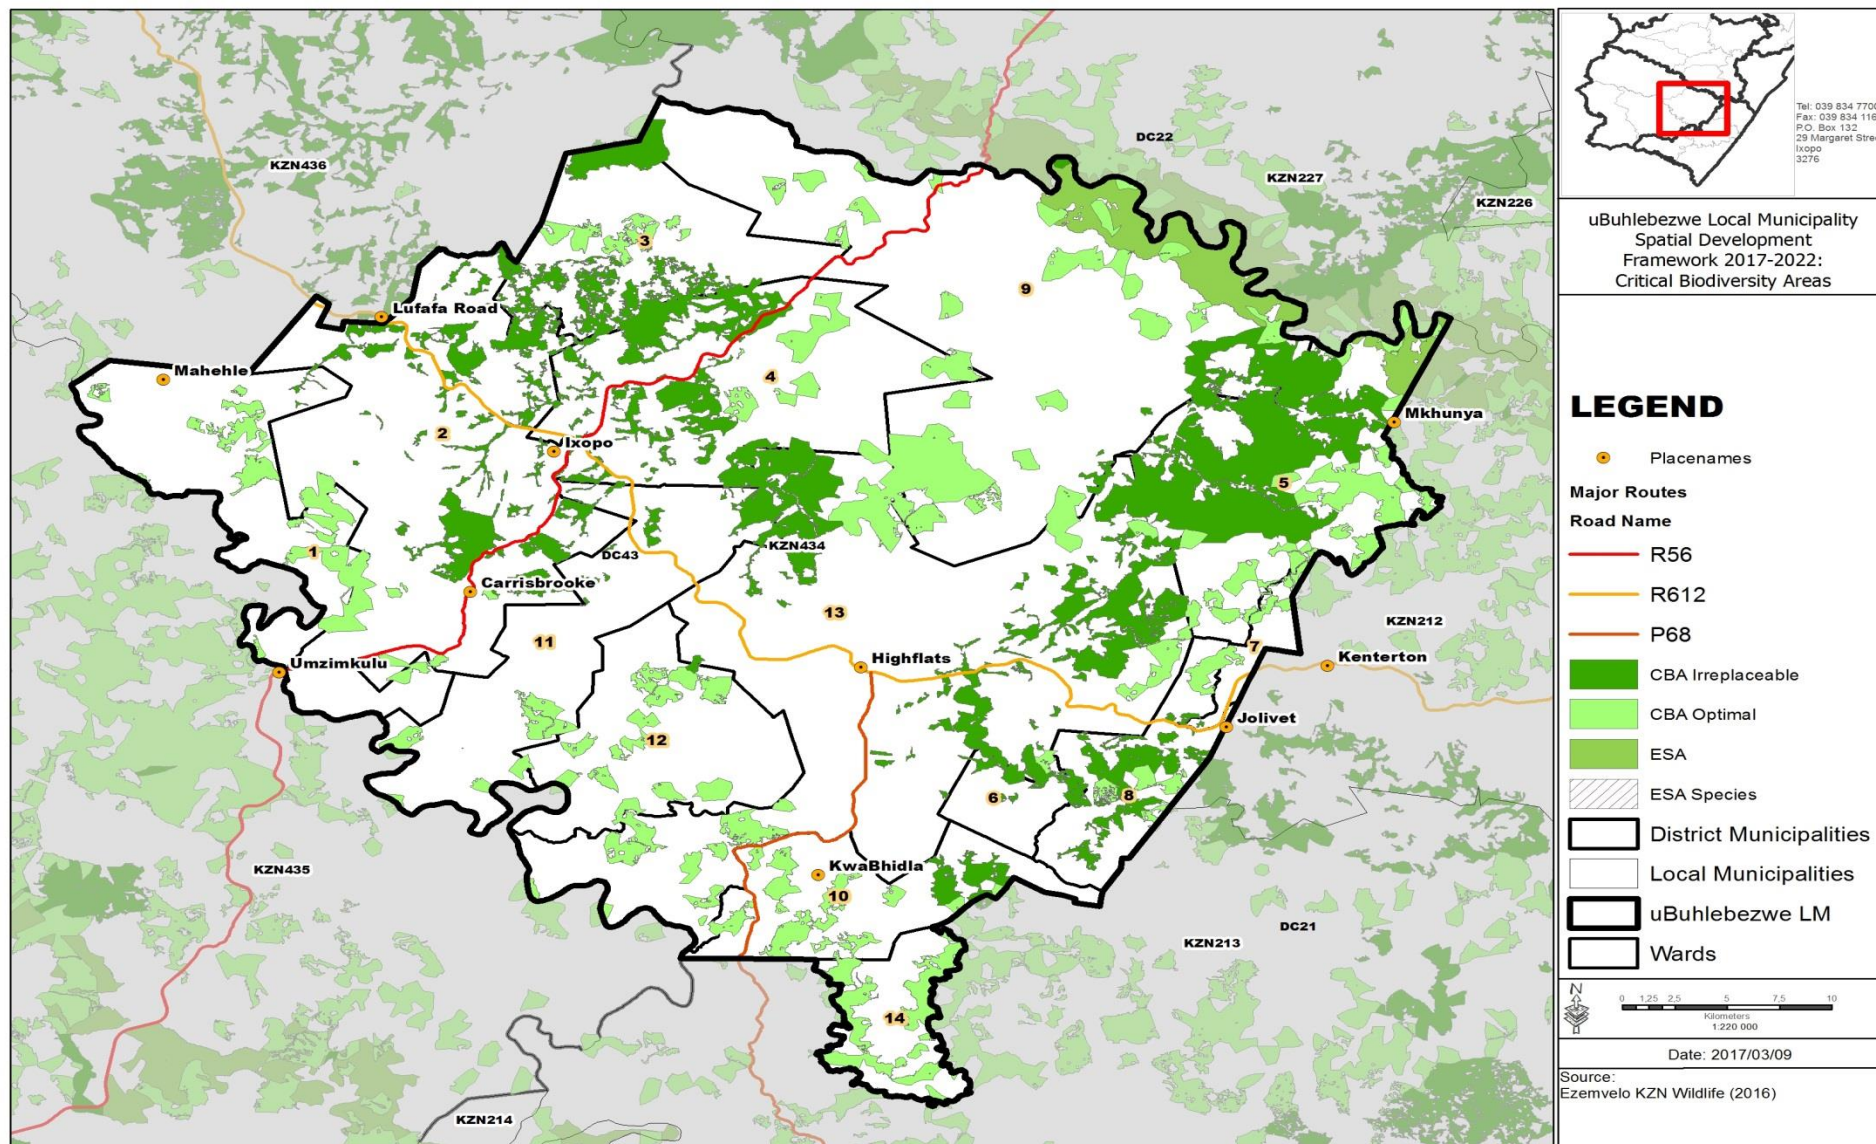 DC22
KZN436
KZN227
KZN226
3
9
Lufafa Road
Mahehle
4
Mkhunya
2
Ixopo
5
1
DC43
KZN434
Carrisbrooke
13
KZN212
11
7
Umzimkulu
Highflats
Kenterton
Jolivet
12
6
8
KZN435
KwaBhidla
10
DC21
KZN213
14
KZN214
Tel: 039 834 7700
Fax: 039 834 116
P.O. Box 132
29 Margaret Stree
Ixopo
3276
uBuhlebezwe Local Municipality
Spatial Development
Framework 2017-2022:
Critical Biodiversity Areas
LEGEND
Placenames
Major Routes
Road Name
R56
R612
P68
CBA Irreplaceable
CBA Optimal
ESA
ESA Species
District Municipalities
Local Municipalities
uBuhlebezwe LM
Wards
N
0 1,25 2,5 5 7,5 10
Kilometers
1:220 000
Date: 2017/03/09
Source:
Ezemvelo KZN Wildlife (2016)